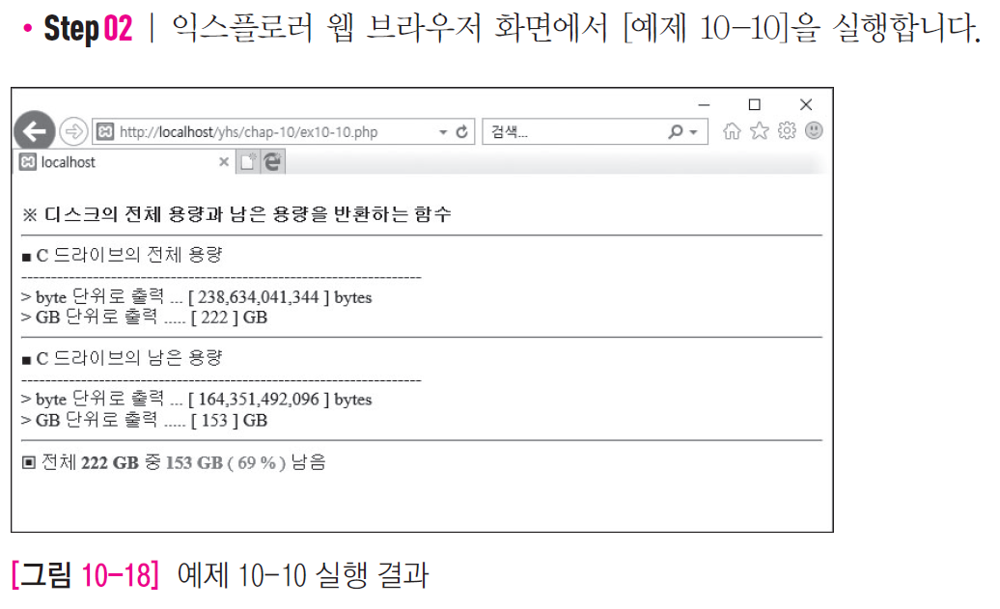 • Step 02 | 익스플로러 웹 브라우저 화면에서 [예제 10-10]을 실행합니다.
http://localhost/yhs/chap-10/ex10-10.php
검색...
localhost
※ 디스크의 전체 용량과 남은 용량을 반환하는 함수
■ C 드라이브의 전체 용량
--------------------------------------------------------------------
> byte 단위로 출력 ... [ 238,634,041,344 ] bytes
> GB 단위로 출력 ..... [ 222 ] GB
■ C 드라이브의 남은 용량
--------------------------------------------------------------------
> byte 단위로 출력 ... [ 164,351,492,096 ] bytes
> GB 단위로 출력 ..... [ 153 ] GB
▣ 전체 222 GB 중 153 GB ( 69 % ) 남음
[그림 10-18] 예제 10-10 실행 결과